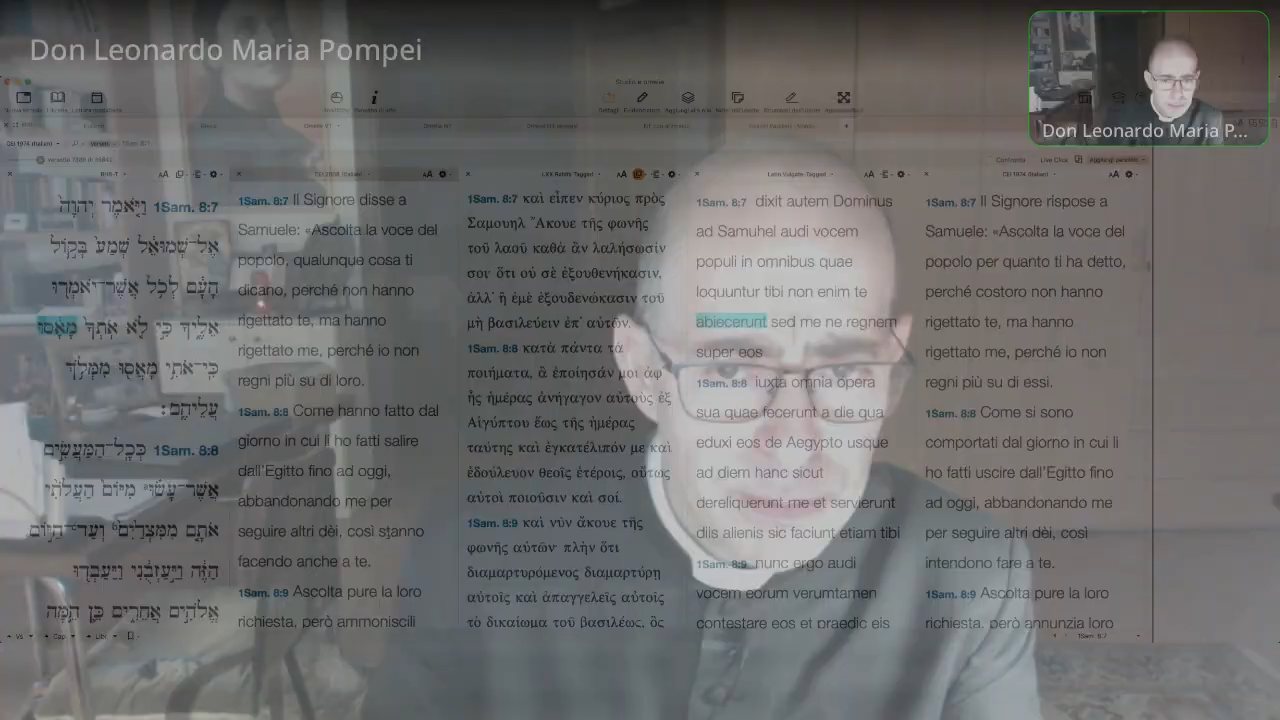 Don Leonardo Maria Pompei
Don Leonardo Maria P...
Studio e omelie
1Sam. 8:7 וַיֹּאמֶר יְהוָה
אֶל־שְׁמוּאֵל שְׁמַע בְּקוֹל
הָעָם לְכֹל אֲשֶׁר־יֹאמְרוּ
אֵלֶיךָ כִּי לֹא אֹתְךָ מָאָסוּ
כִּי־אֹתִי מָאֲסוּ מִמְּלֹךְ
עֲלֵיהֶם׃
1Sam. 8:8 כְּכָל־הַמַּעֲשִׂים
אֲשֶׁר־עָשׂוּ מִיּוֹם הַעֲלֹתִי
אֹתָם מִמִּצְרַיִם וְעַד־הַיּוֹם
הַזֶּה וַיַּעַזְבֻנִי וַיַּעַבְדוּ
אֱלֹהִים אֲחֵרִים כֵּן הֵמָּה
1Sam. 8:7 Il Signore disse a
Samuele: «Ascolta la voce del
popolo, qualunque cosa ti
dicano, perché non hanno
rigettato te, ma hanno
rigettato me, perché io non
regni più su di loro.
1Sam. 8:8 Come hanno fatto dal
giorno in cui li ho fatti salire
dall'Egitto fino ad oggi,
abbandonando me per
seguire altri dèi, così stanno
facendo anche a te.
1Sam. 8:9 Ascolta pure la loro
richiesta, però ammoniscili
LXX Rahlfs Tagged
1Sam. 8:7 καὶ εἶπεν κύριος πρὸς
Σαμουηλ Ἄκουε τῆς φωνῆς
τοῦ λαοῦ καθὰ ἂν λαλήσωσίν
σοι· ὅτι οὐ σὲ ἐξουθενήκασιν,
ἀλλ᾽ ἢ ἐμὲ ἐξουδενώκασιν τοῦ
μὴ βασιλεύειν ἐπ᾽ αὐτῶν.
1Sam. 8:8 κατὰ πάντα τὰ
ποιήματα, ἃ ἐποίησάν μοι ἀφ᾽
ἧς ἡμέρας ἀνήγαγον αὐτοὺς ἐξ
Αἰγύπτου ἕως τῆς ἡμέρας
ταύτης καὶ ἐγκατέλιπόν με καὶ
ἐδούλευον θεοῖς ἑτέροις, οὕτως
αὐτοὶ ποιοῦσιν καὶ σοί.
1Sam. 8:9 καὶ νῦν ἄκουε τῆς
φωνῆς αὐτῶν· πλὴν ὅτι
διαμαρτυρόμενος διαμαρτύρῃ
αὐτοῖς καὶ ἀπαγγελεῖς αὐτοῖς
τὸ δικαίωμα τοῦ βασιλέως, ὃς
Latin Vulgate Tagged
1Sam. 8:7 dixit autem Dominus
ad Samuhel audi vocem
populi in omnibus quae
loquuntur tibi non enim te
abiecerunt sed me ne regnem
super eos
1Sam. 8:8 iuxta omnia opera
sua quae fecerunt a die qua
eduxi eos de Aegypto usque
ad diem hanc sicut
dereliquerunt me et servierunt
diis alienis sic faciunt etiam tibi
1Sam. 8:9 nunc ergo audi
vocem eorum verumtamen
contestare eos et praedic eis
CEI 1974 (Italian)
1Sam. 8:7 Il Signore rispose a
Samuele: «Ascolta la voce del
popolo per quanto ti ha detto,
perché costoro non hanno
rigettato te, ma hanno
rigettato me, perché io non
regni più su di essi.
1Sam. 8:8 Come si sono
comportati dal giorno in cui li
ho fatti uscire dall'Egitto fino
ad oggi, abbandonando me
per seguire altri dèi, così
intendono fare a te.
1Sam. 8:9 Ascolta pure la loro
richiesta, però annunzia loro
1Sam. 8:7